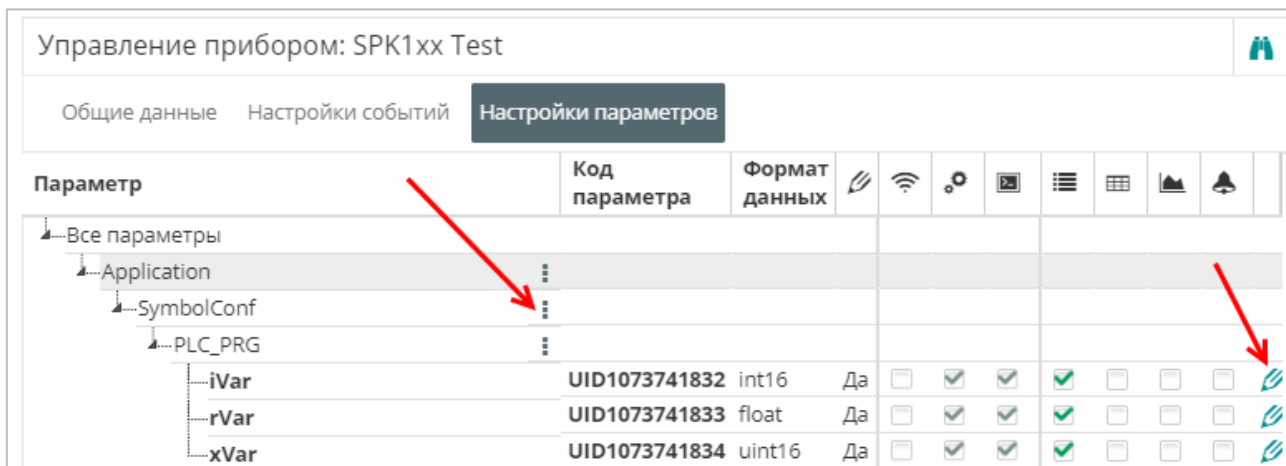 Управление прибором: SPK1xx Test
Общие данные Настройки событий Настройки параметров
Параметр Код параметра Формат данных
Все параметры
Application
SymbolConf
PLC_PRG
iVar UID1073741832 int16 Да
rVar UID1073741833 float Да
xVar UID1073741834 uint16 Да